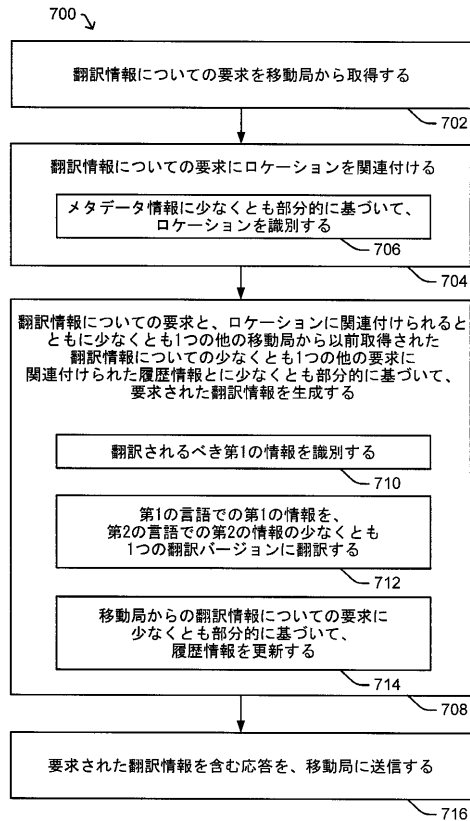 700
翻訳情報についての要求を移動局から取得する
702
翻訳情報についての要求にロケーションを関連付ける
メタデータ情報に少なくとも部分的に基づいて、
ロケーションを識別する
706
704
翻訳情報についての要求と、ロケーションに関連付けられると
ともに少なくとも1つの他の移動局から以前取得された
翻訳情報についての少なくとも1つの他の要求に
関連付けられた履歴情報とに少なくとも部分的に基づいて、
要求された翻訳情報を生成する
翻訳されるべき第1の情報を識別する
710
第1の言語での第1の情報を、
第2の言語での第2の情報の少なくとも
1つの翻訳バージョンに翻訳する
712
移動局からの翻訳情報についての要求に
少なくとも部分的に基づいて、
履歴情報を更新する
714
708
要求された翻訳情報を含む応答を、移動局に送信する
716